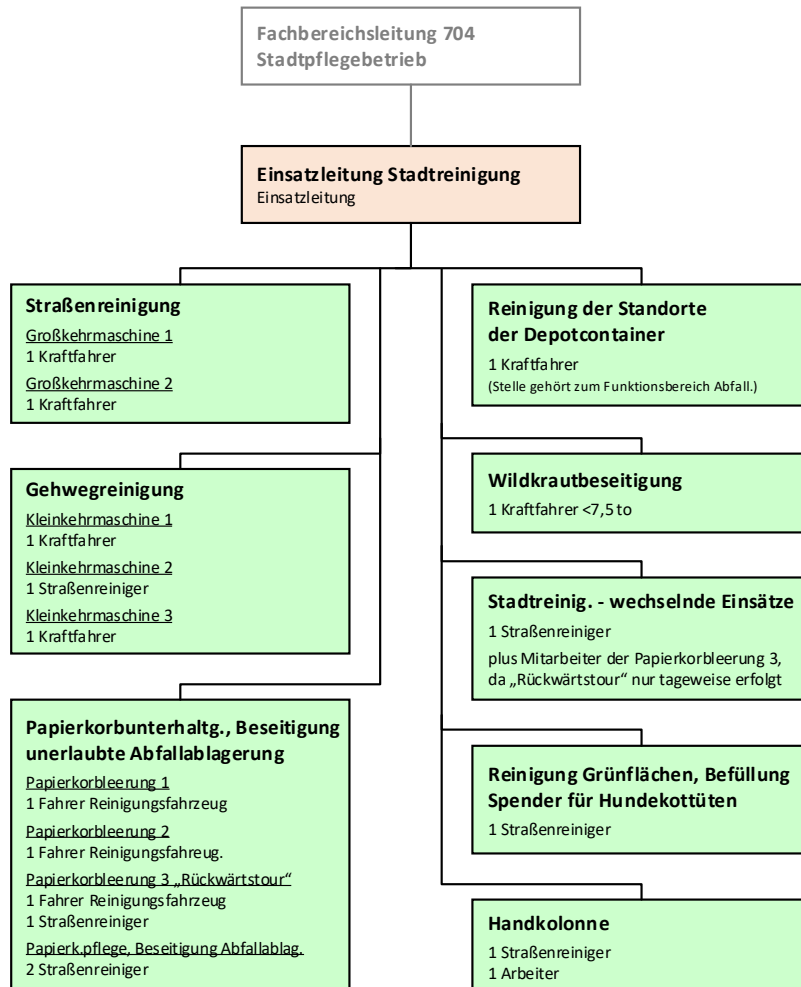 Fachbereichsleitung 704
Stadtpflegebetrieb
Einsatzleitung Stadtreinigung
Einsatzleitung
Straßenreinigung
Großkehrmaschine 1
1 Kraftfahrer
Großkehrmaschine 2
1 Kraftfahrer
Gehwegreinigung
Kleinkehrmaschine 1
1 Kraftfahrer
Kleinkehrmaschine 2
1 Straßenreiniger
Kleinkehrmaschine 3
1 Kraftfahrer
Papierkorbunterhaltg., Beseitigung
unerlaubte Abfallablagerung
Papierkorbleerung 1
1 Fahrer Reinigungsfahrzeug
Papierkorbleerung 2
1 Fahrer Reinigungsfahreug.
Papierkorbleerung 3 „Rückwärtstour“
1 Fahrer Reinigungsfahrzeug
1 Straßenreiniger
Papierk.pflege, Beseitigung Abfallablag.
2 Straßenreiniger
Reinigung der Standorte
der Depotcontainer
1 Kraftfahrer
(Stelle gehört zum Funktionsbereich Abfall.)
Wildkrautbeseitigung
1 Kraftfahrer <7,5 to
Stadtreinig. - wechselnde Einsätze
1 Straßenreiniger
plus Mitarbeiter der Papierkorbleerung 3,
da „Rückwärtstour“ nur tageweise erfolgt
Reinigung Grünflächen, Befüllung
Spender für Hundekottüten
1 Straßenreiniger
Handkolonne
1 Straßenreiniger
1 Arbeiter